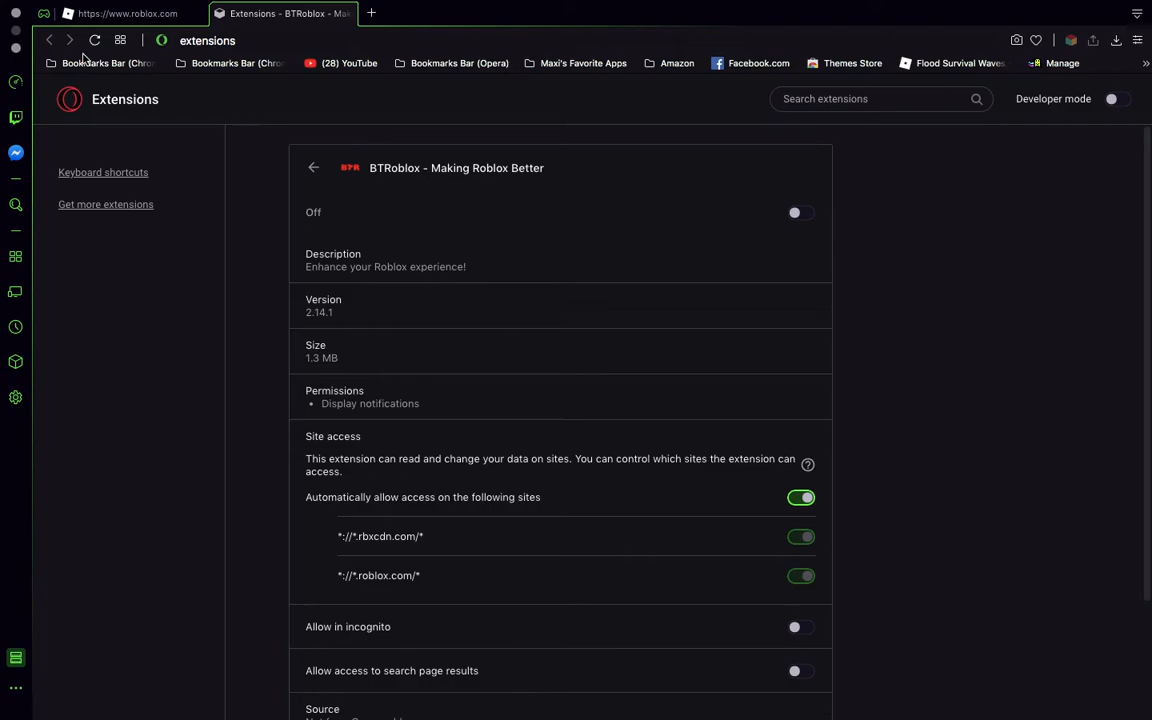 https://www.roblox.com
Extensions - BTRoblox - Mak
extensions
Bookmarks Bar (Chron
Bookmarks Bar (Chron
(28) YouTube
Bookmarks Bar (Opera)
Maxi's Favorite Apps
Amazon
Facebook.com
Themes Store
Flood Survival Waves
Manage
Extensions
Search extensions
Developer mode
Keyboard shortcuts
Get more extensions
BTR
BTRoblox - Making Roblox Better
Off
Description
Enhance your Roblox experience!
Version
2.14.1
Size
1.3 MB
Permissions
• Display notifications
Site access
This extension can read and change your data on sites. You can control which sites the extension can
access.
Automatically allow access on the following sites
*://*.rbxcdn.com/*
*://*.roblox.com/*
Allow in incognito
Allow access to search page results
Source